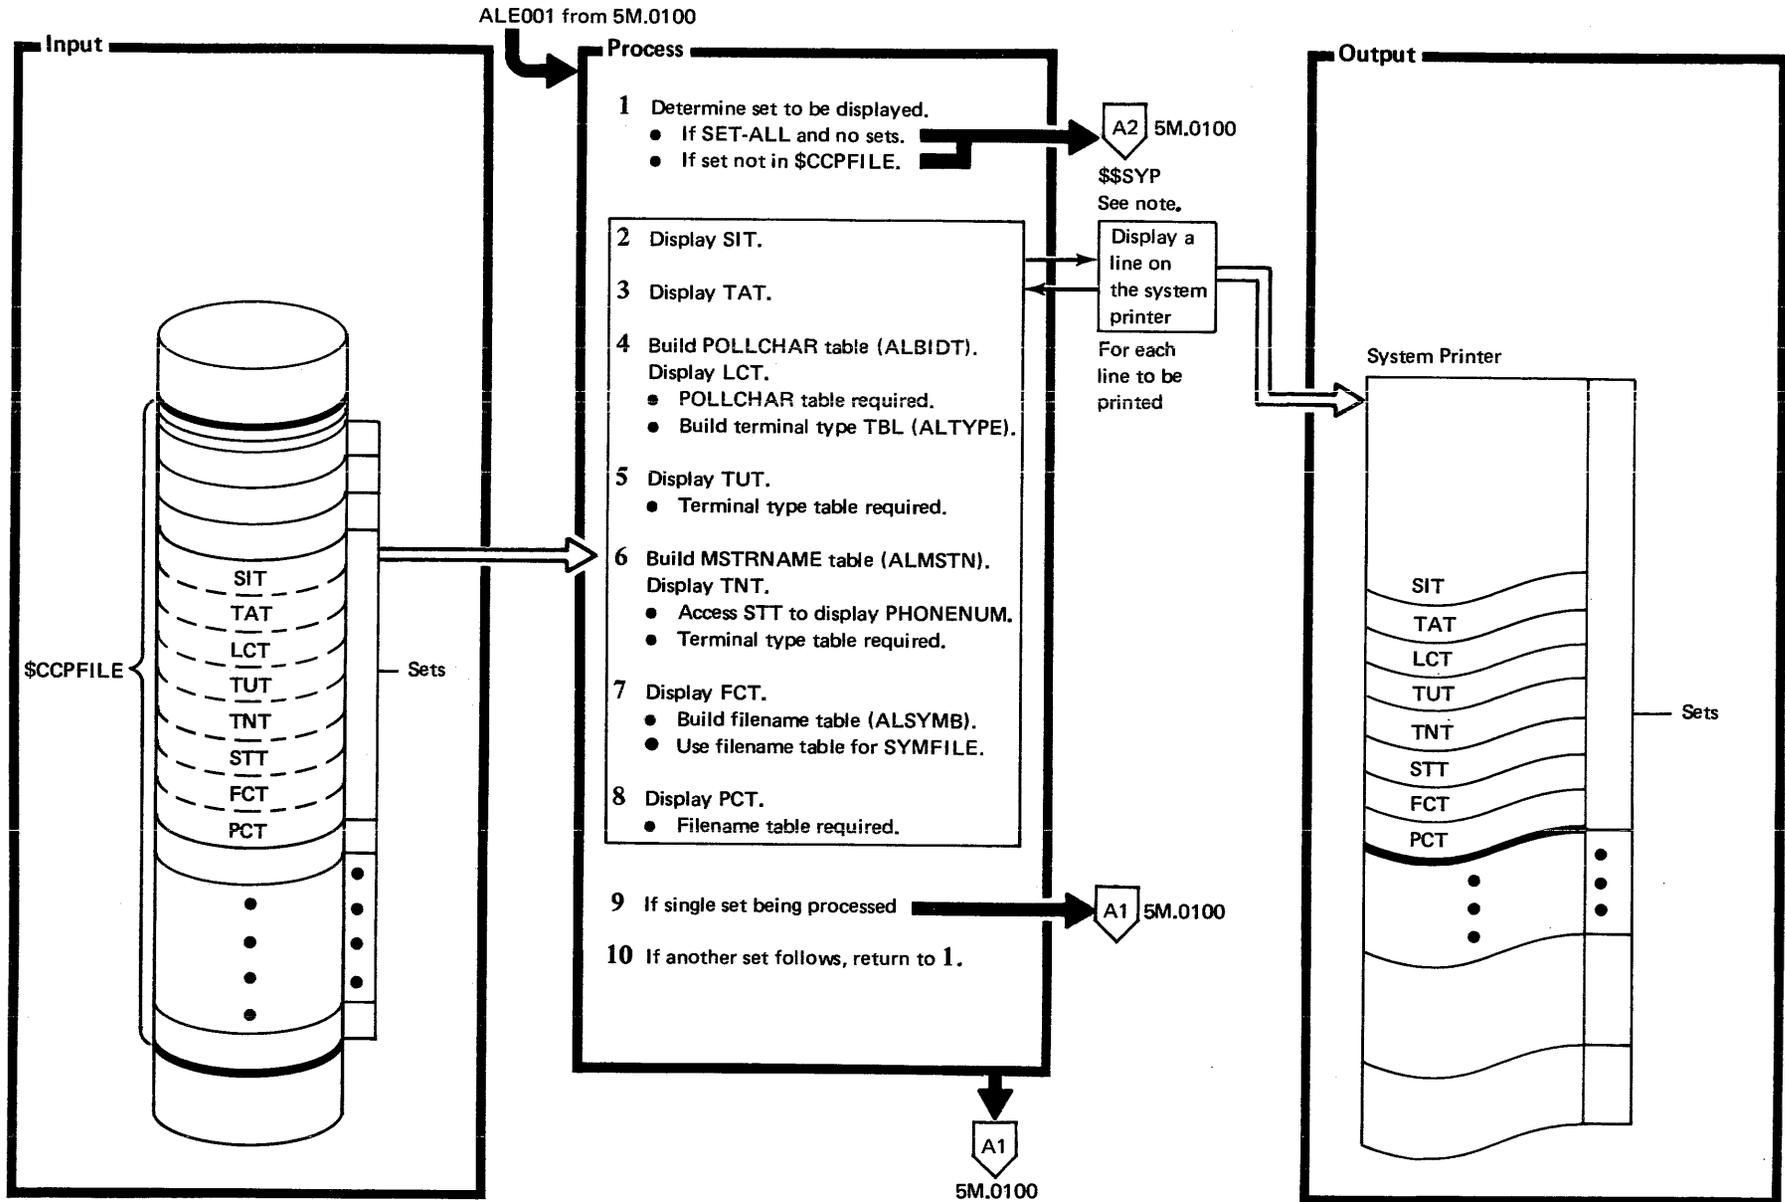 ALE001 from 5M.0100
Input
$CCPFILE
SIT
TAT
LCT
TUT
TNT
STT
FCT
PCT
Sets
Process
1 Determine set to be displayed.
• If SET-ALL and no sets.
• If set not in $CCPFILE.
A2 5M.0100
2 Display SIT.
3 Display TAT.
4 Build POLLCHAR table (ALBIDT).
Display LCT.
• POLLCHAR table required.
• Build terminal type TBL (ALTYPE).
5 Display TUT.
• Terminal type table required.
6 Build MSTRNAME table (ALMSTN).
Display TNT.
• Access STT to display PHONENUM.
• Terminal type table required.
7 Display FCT.
• Build filename table (ALSYMB).
• Use filename table for SYMFILE.
8 Display PCT.
• Filename table required.
9 If single set being processed
A1 5M.0100
10 If another set follows, return to 1.
A1
5M.0100
$$SYP
See note.
Display a
line on
the system
printer
For each
line to be
printed
Output
System Printer
SIT
TAT
LCT
TUT
TNT
STT
FCT
PCT
Sets